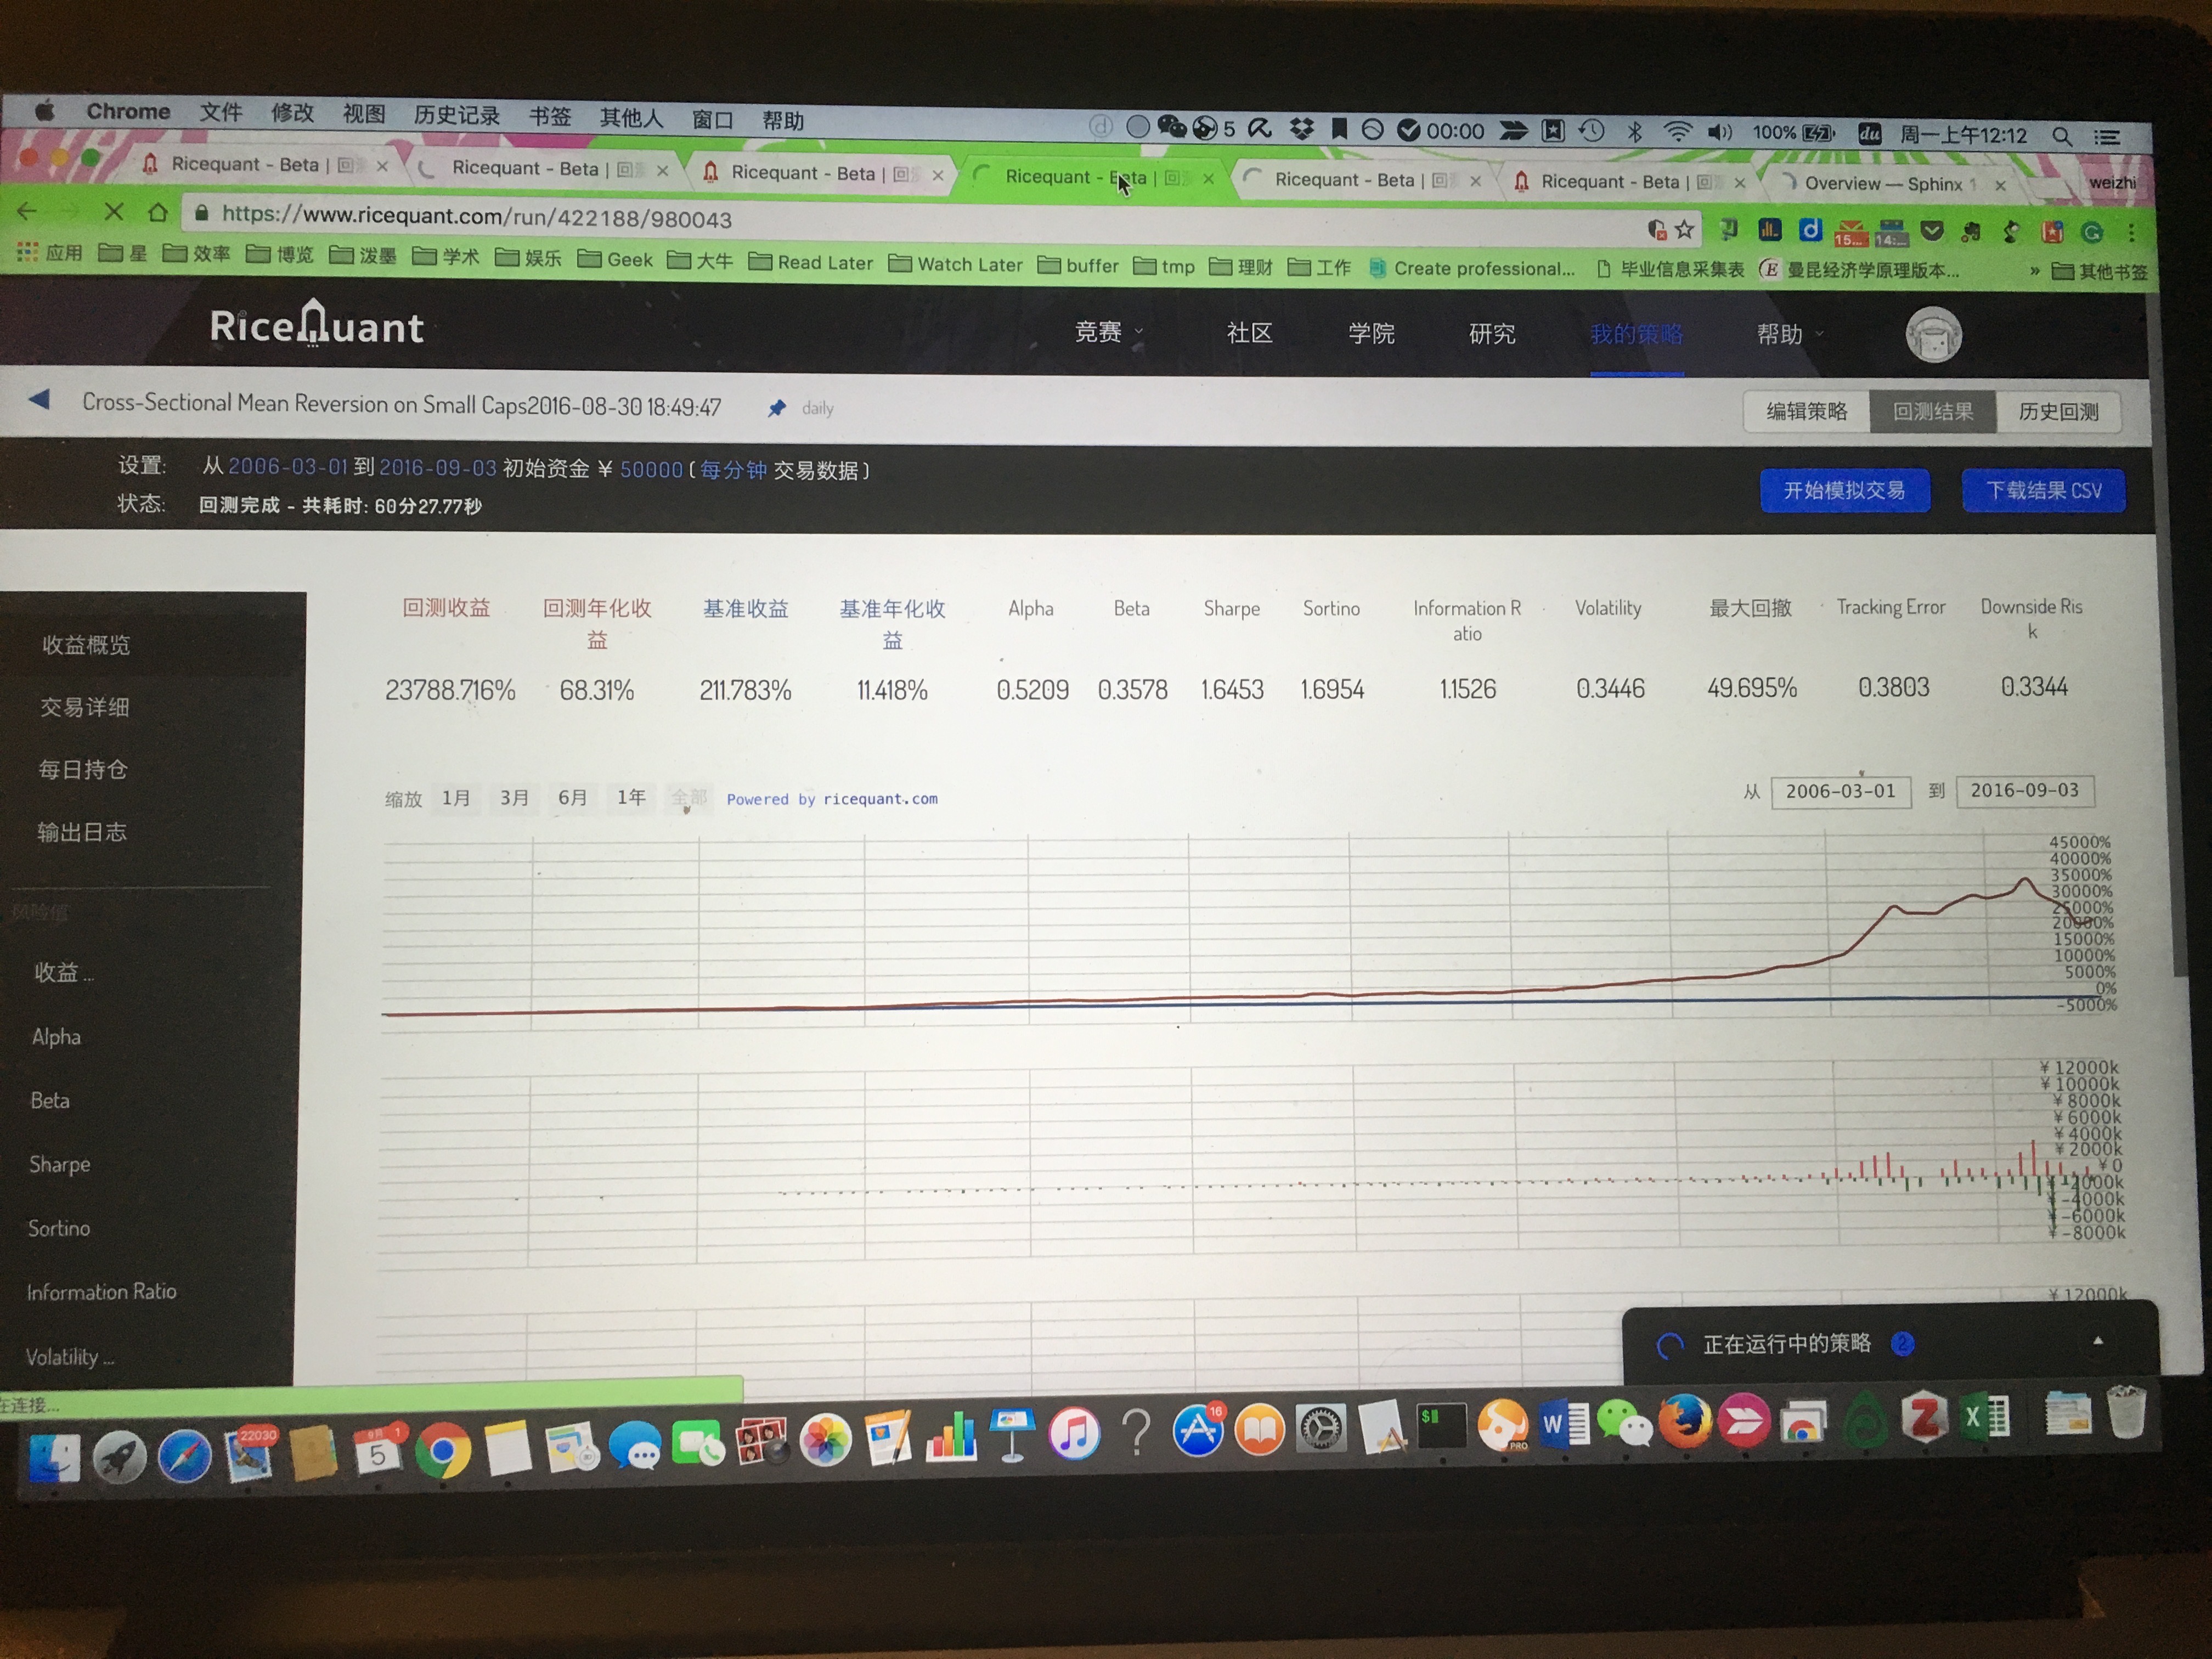 Chrome 文件 修改 视图 历史记录 书签 其他人 窗口 帮助 5 00:00 100% du 周一上午12:12
Ricequant - Beta | 回 Ricequant - Beta | 回 Ricequant - Beta | 回 Ricequant - Beta | 回 Ricequant - Beta | 回 Ricequant - Beta | 回 Overview — Sphinx 1 weizhi
https://www.ricequant.com/run/422188/980043
应用 星 效率 博览 泼墨 学术 娱乐 Geek 大牛 Read Later Watch Later buffer tmp 理财 工作 Create professional... 毕业信息采集表 曼昆经济学原理版本... » 其他书签
RiceQuant 竞赛 社区 学院 研究 我的策略 帮助
Cross-Sectional Mean Reversion on Small Caps2016-08-30 18:49:47 daily 编辑策略 回测结果 历史回测
设置: 从 2006-03-01 到 2016-09-03 初始资金 ¥ 50000 (每分钟 交易数据)
状态: 回测完成 - 共耗时: 60分27.77秒
开始模拟交易 下载结果 CSV
收益概览
交易详细
每日持仓
输出日志
风险值
收益 ...
Alpha
Beta
Sharpe
Sortino
Information Ratio
Volatility ...
回测收益 回测年化收益 基准收益 基准年化收益 Alpha Beta Sharpe Sortino Information Ratio Volatility 最大回撤 Tracking Error Downside Risk
23788.716% 68.31% 211.783% 11.418% 0.5209 0.3578 1.6453 1.6954 1.1526 0.3446 49.695% 0.3803 0.3344
缩放 1月 3月 6月 1年 全部 Powered by ricequant.com 从 2006-03-01 到 2016-09-03
45000%
40000%
35000%
30000%
25000%
20000%
15000%
10000%
5000%
0%
-5000%
¥ 12000k
¥ 10000k
¥ 8000k
¥ 6000k
¥ 4000k
¥ 2000k
¥ 0
¥ -2000k
¥ -4000k
¥ -6000k
¥ -8000k
¥ 12000k
正在运行中的策略 2
在连接...
22030
9月 1
5
16
PRO